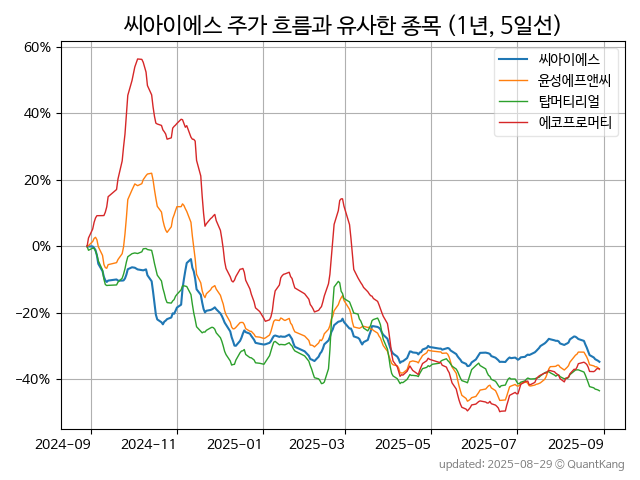 씨아이에스 주가 흐름과 유사한 종목 (1년, 5일선)
씨아이에스
윤성에프앤씨
탑머티리얼
에코프로머티
60%
40%
20%
0%
−20%
−40%
2024-09
2024-11
2025-01
2025-03
2025-05
2025-07
2025-09
updated: 2025-08-29 © QuantKang